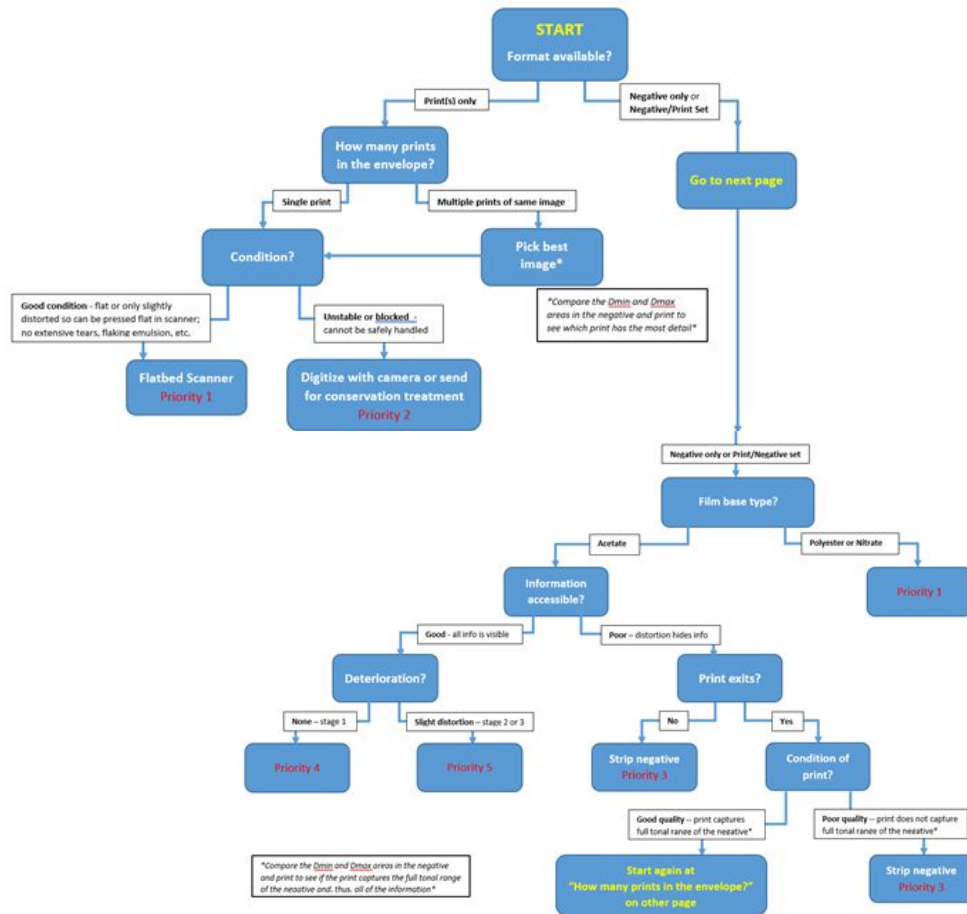 START
Format available?
Print(s) only
Negative only or
Negative/Print Set
How many prints
in the envelope?
Go to next page
Single print
Multiple prints of same image
Condition?
Pick best
image*
Good condition - flat or only slightly
distorted so can be pressed flat in scanner;
no extensive tears, flaking emulsion, etc.
Unstable or blocked -
cannot be safely handled
*Compare the Dmin and Dmax
areas in the negative and print to
see which print has the most detail*
Flatbed Scanner
Priority 1
Digitize with camera or send
for conservation treatment
Priority 2
Negative only or Print/Negative set
Film base type?
Acetate
Polyester or Nitrate
Information
accessible?
Priority 1
Good - all info is visible
Poor – distortion hides info
Deterioration?
Print exits?
None – stage 1
Slight distortion – stage 2 or 3
No
Yes
Priority 4
Priority 5
Strip negative
Priority 3
Condition of
print?
Good quality -- print captures
full tonal range of the negative*
Poor quality – print does not capture
full tonal range of the negative*
*Compare the Dmin and Dmax areas in the negative
and print to see if the print captures the full tonal range
of the negative and, thus, all of the information*
Start again at
"How many prints in the envelope?"
on other page
Strip negative
Priority 3